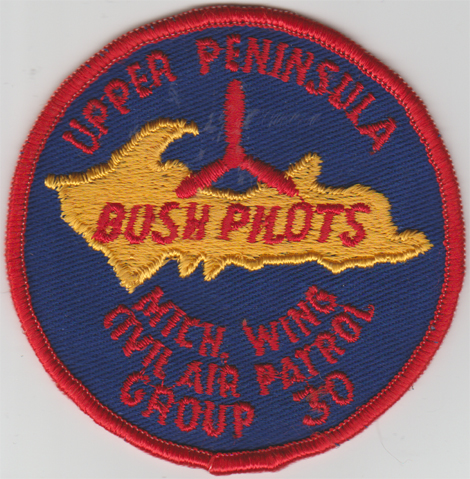 UPPER PENINSULA
BUSH PILOTS
MICH. WING
CIVIL AIR PATROL
GROUP 30